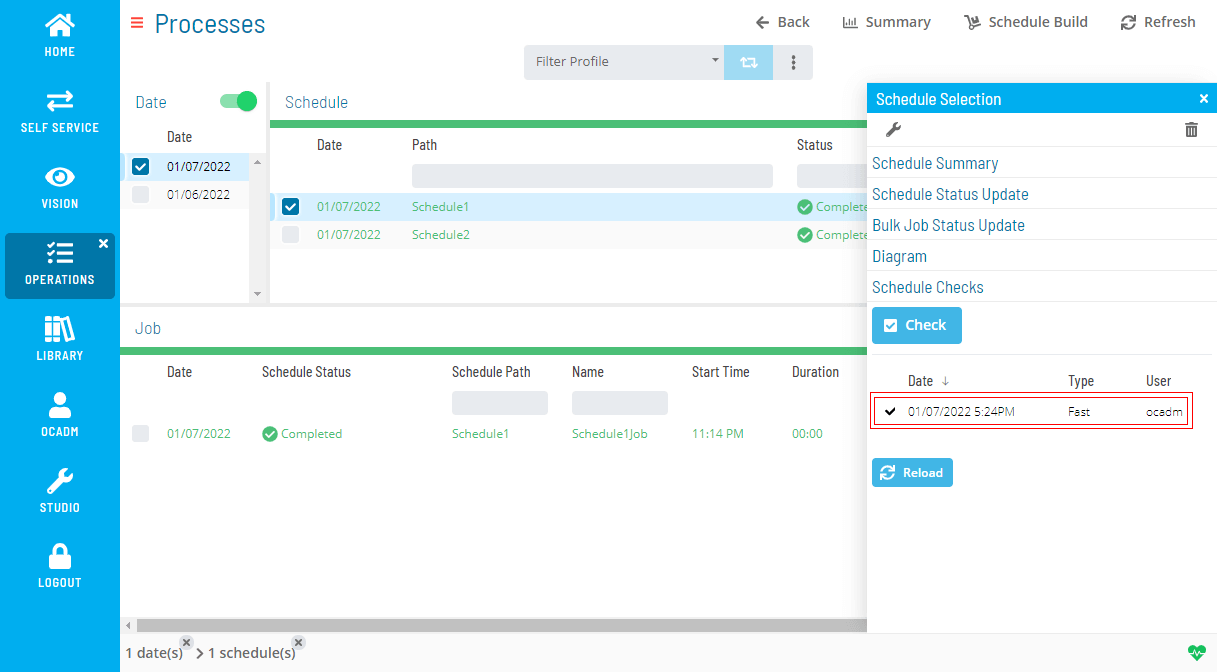 HOME
SELF SERVICE
VISION
OPERATIONS
LIBRARY
OCADM
STUDIO
LOGOUT
Processes
Back Summary Schedule Build Refresh
Filter Profile
Date
Date
01/07/2022
01/06/2022
Schedule
Date Path Status
01/07/2022 Schedule1 Complete
01/07/2022 Schedule2 Complete
Job
Date Schedule Status Schedule Path Name Start Time Duration
01/07/2022 Completed Schedule1 Schedule1Job 11:14 PM 00:00
Schedule Selection
Schedule Summary
Schedule Status Update
Bulk Job Status Update
Diagram
Schedule Checks
Check
Date Type User
01/07/2022 5:24PM Fast ocadm
Reload
1 date(s) 1 schedule(s)